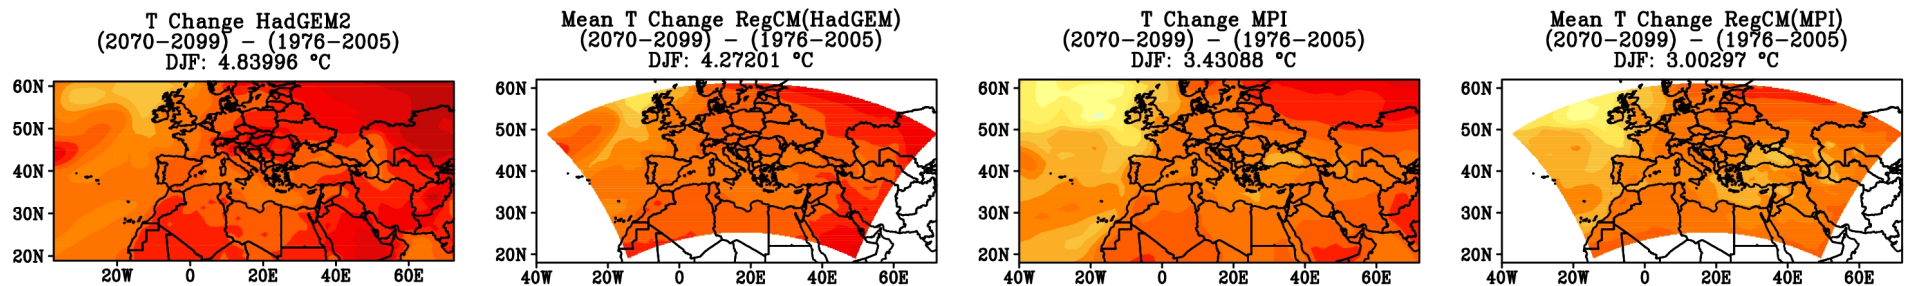 T Change HadGEM2
(2070-2099) - (1976-2005)
DJF: 4.83996 °C
60N
50N
40N
30N
20N
20W 0 20E 40E 60E
Mean T Change RegCM(HadGEM)
(2070-2099) - (1976-2005)
DJF: 4.27201 °C
60N
50N
40N
30N
20N
40W 20W 0 20E 40E 60E
T Change MPI
(2070-2099) - (1976-2005)
DJF: 3.43088 °C
60N
50N
40N
30N
20N
40W 20W 0 20E 40E 60E
Mean T Change RegCM(MPI)
(2070-2099) - (1976-2005)
DJF: 3.00297 °C
60N
50N
40N
30N
20N
40W 20W 0 20E 40E 60E